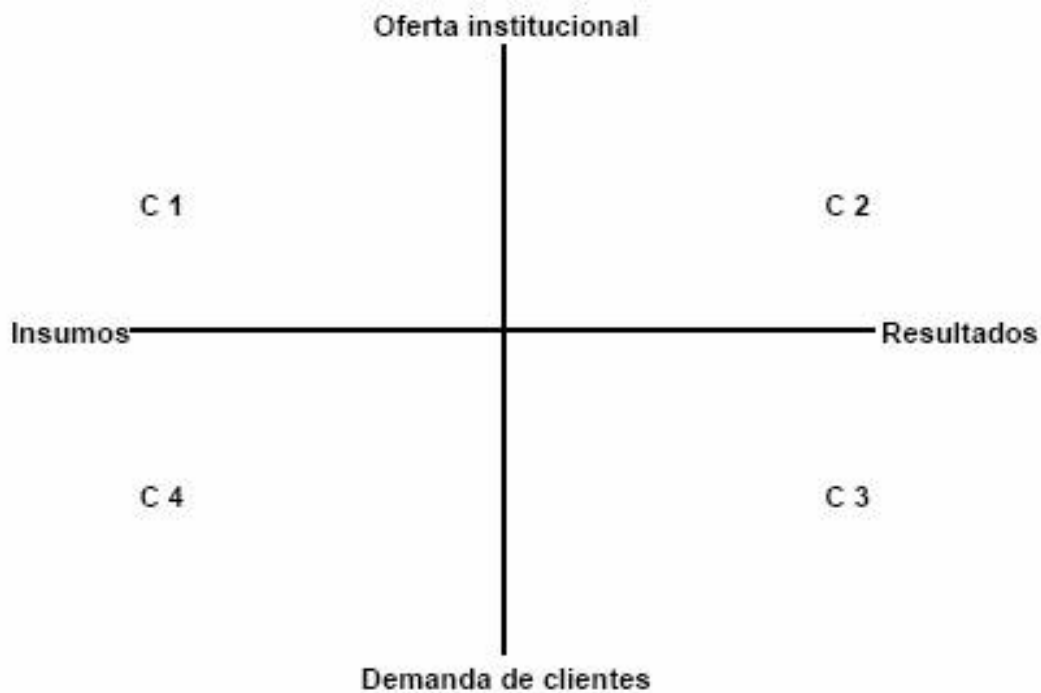 Oferta institucional
C 1
C 2
Insumos
Resultados
C 4
C 3
Demanda de clientes